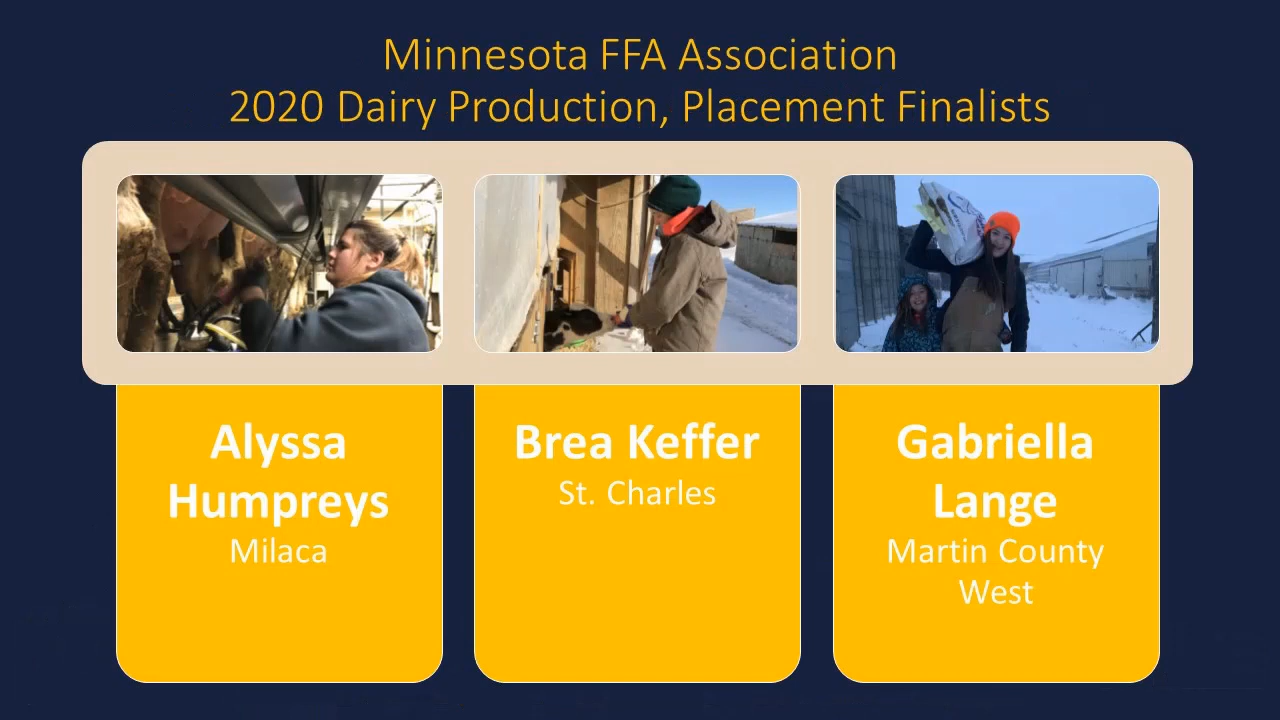 Minnesota FFA Association
2020 Dairy Production, Placement Finalists
Alyssa
Humpreys
Milaca
Brea Keffer
St. Charles
Gabriella
Lange
Martin County
West